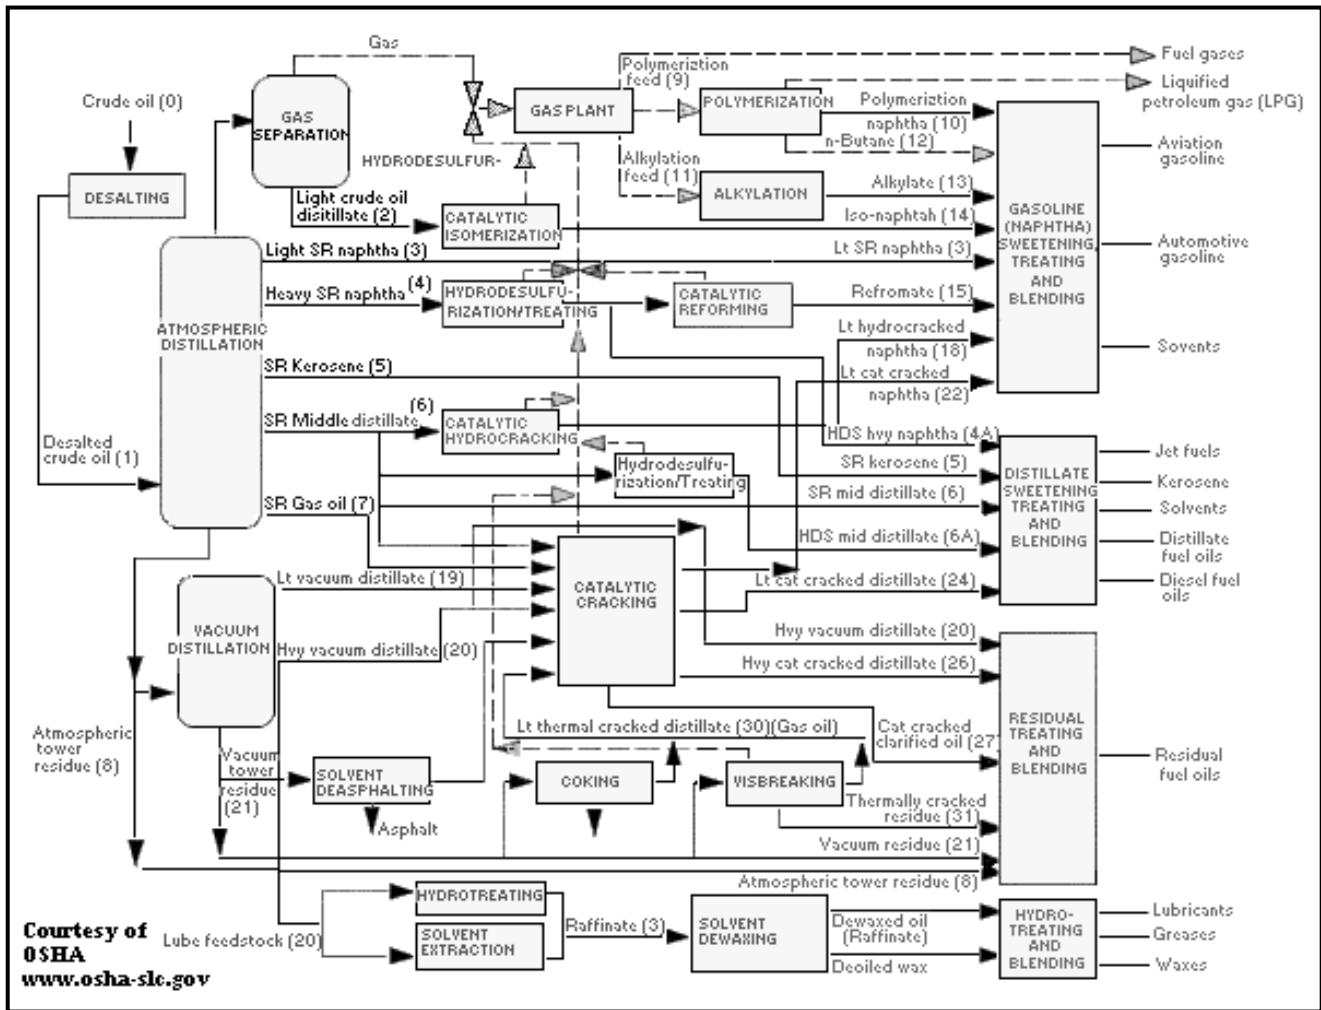 Gas
Fuel gases
Polymeriztion
feed (9)
Liquified
petroleum gas (LPG)
Crude oil (0)
GAS
SEPARATION
GAS PLANT
POLYMERIZATION
Polymeriztion
naphtha (10)
n-Butane (12)
Aviation
gasoline
HYDRODESULFUR-
Alkylation
feed (11)
DESALTING
ALKYLATION
Alkylate (13)
Light crude oil
disitillate (2)
CATALYTIC
ISOMERIZATION
Iso-naphtah (14)
GASOLINE
(NAPHTHA)
SWEETENING
TREATING
AND
BLENDING
Light SR naphtha (3)
Lt SR naphtha (3)
Automotive
gasoline
Heavy SR naphtha (4)
HYDRODESULFU-
RIZATION/TREATING
CATALYTIC
REFORMING
Refromate (15)
ATMOSPHERIC
DISTILLATION
Lt hydrocracked
naphtha (18)
Sovents
SR Kerosene (5)
Lt cat cracked
naphtha (22)
SR Middle distillate (6)
CATALYTIC
HYDROCRACKING
HDS hvy naphtha (4A)
Desalted
crude oil (1)
Hydrodesulfu-
rization/Treating
SR kerosene (5)
Jet fuels
DISTILLATE
SWEETENING
TREATING
AND
BLENDING
Kerosene
SR Gas oil (7)
SR mid distillate (6)
Solvents
HDS mid distillate (6A)
Distillate
fuel oils
Lt vacuum distillate (19)
CATALYTIC
CRACKING
Lt cat cracked distillate (24)
Diesel fuel
oils
VACUUM
DISTILLATION
Hvy vacuum distillate (20)
Hvy vacuum distillate (20)
Hvy cat cracked distillate (26)
Atmospheric
tower
residue (8)
Lt thermal cracked distillate (30)(Gas oil)
Cat cracked
clarified oil (27)
RESIDUAL
TREATING
AND
BLENDING
Residual
fuel oils
Vacuum
tower
residue
(21)
SOLVENT
DEASPHALTING
COKING
VISBREAKING
Asphalt
Thermally cracked
residue (31)
Vacuum residue (21)
Atmospheric tower residue (8)
HYDROTREATING
Courtesy of
OSHA
www.osha-slc.gov
Lube feedstock (20)
SOLVENT
EXTRACTION
Raffinate (3)
SOLVENT
DEWAXING
Dewaxed oil
(Raffinate)
Deoiled wax
HYDRO-
TREATING
AND
BLENDING
Lubricants
Greases
Waxes